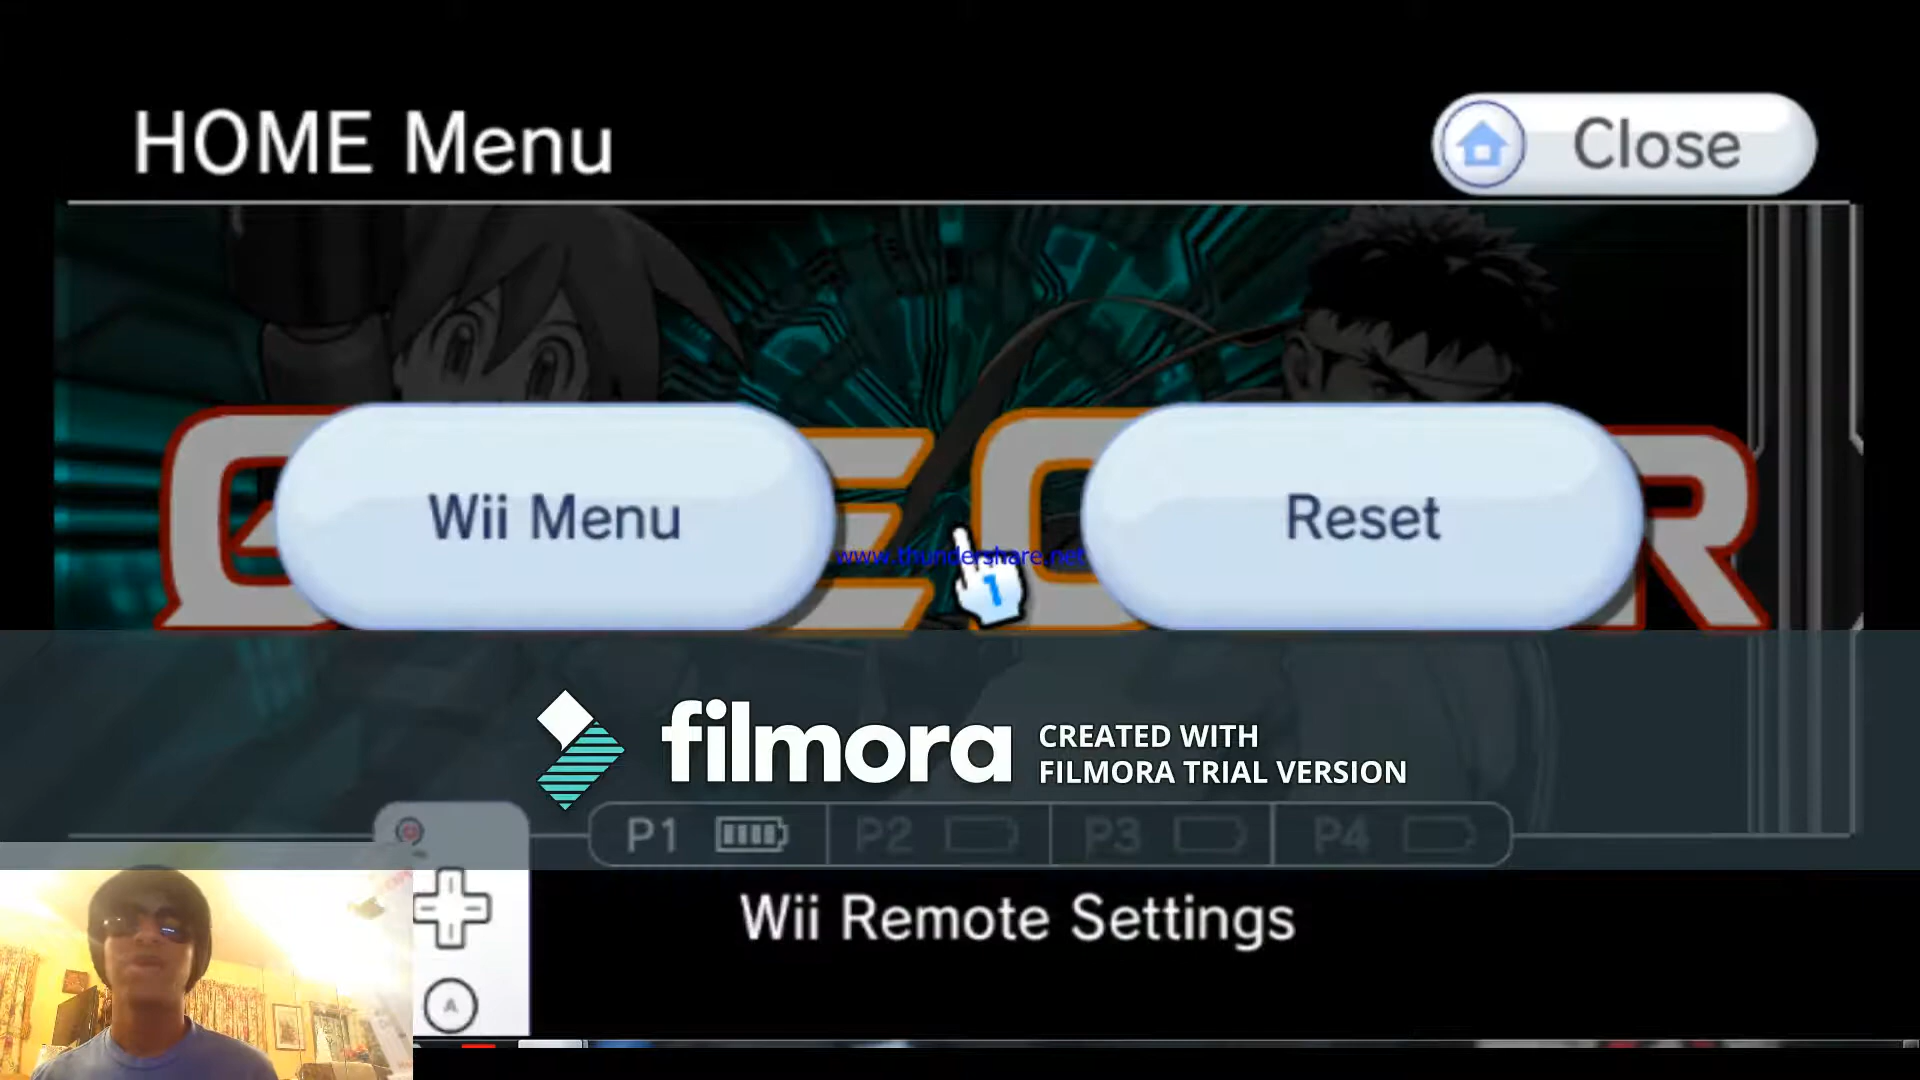 HOME Menu
Close
Wii Menu
Reset
www.thundershare.net
1
filmora
CREATED WITH
FILMORA TRIAL VERSION
P1 P2 P3 P4
Wii Remote Settings
A